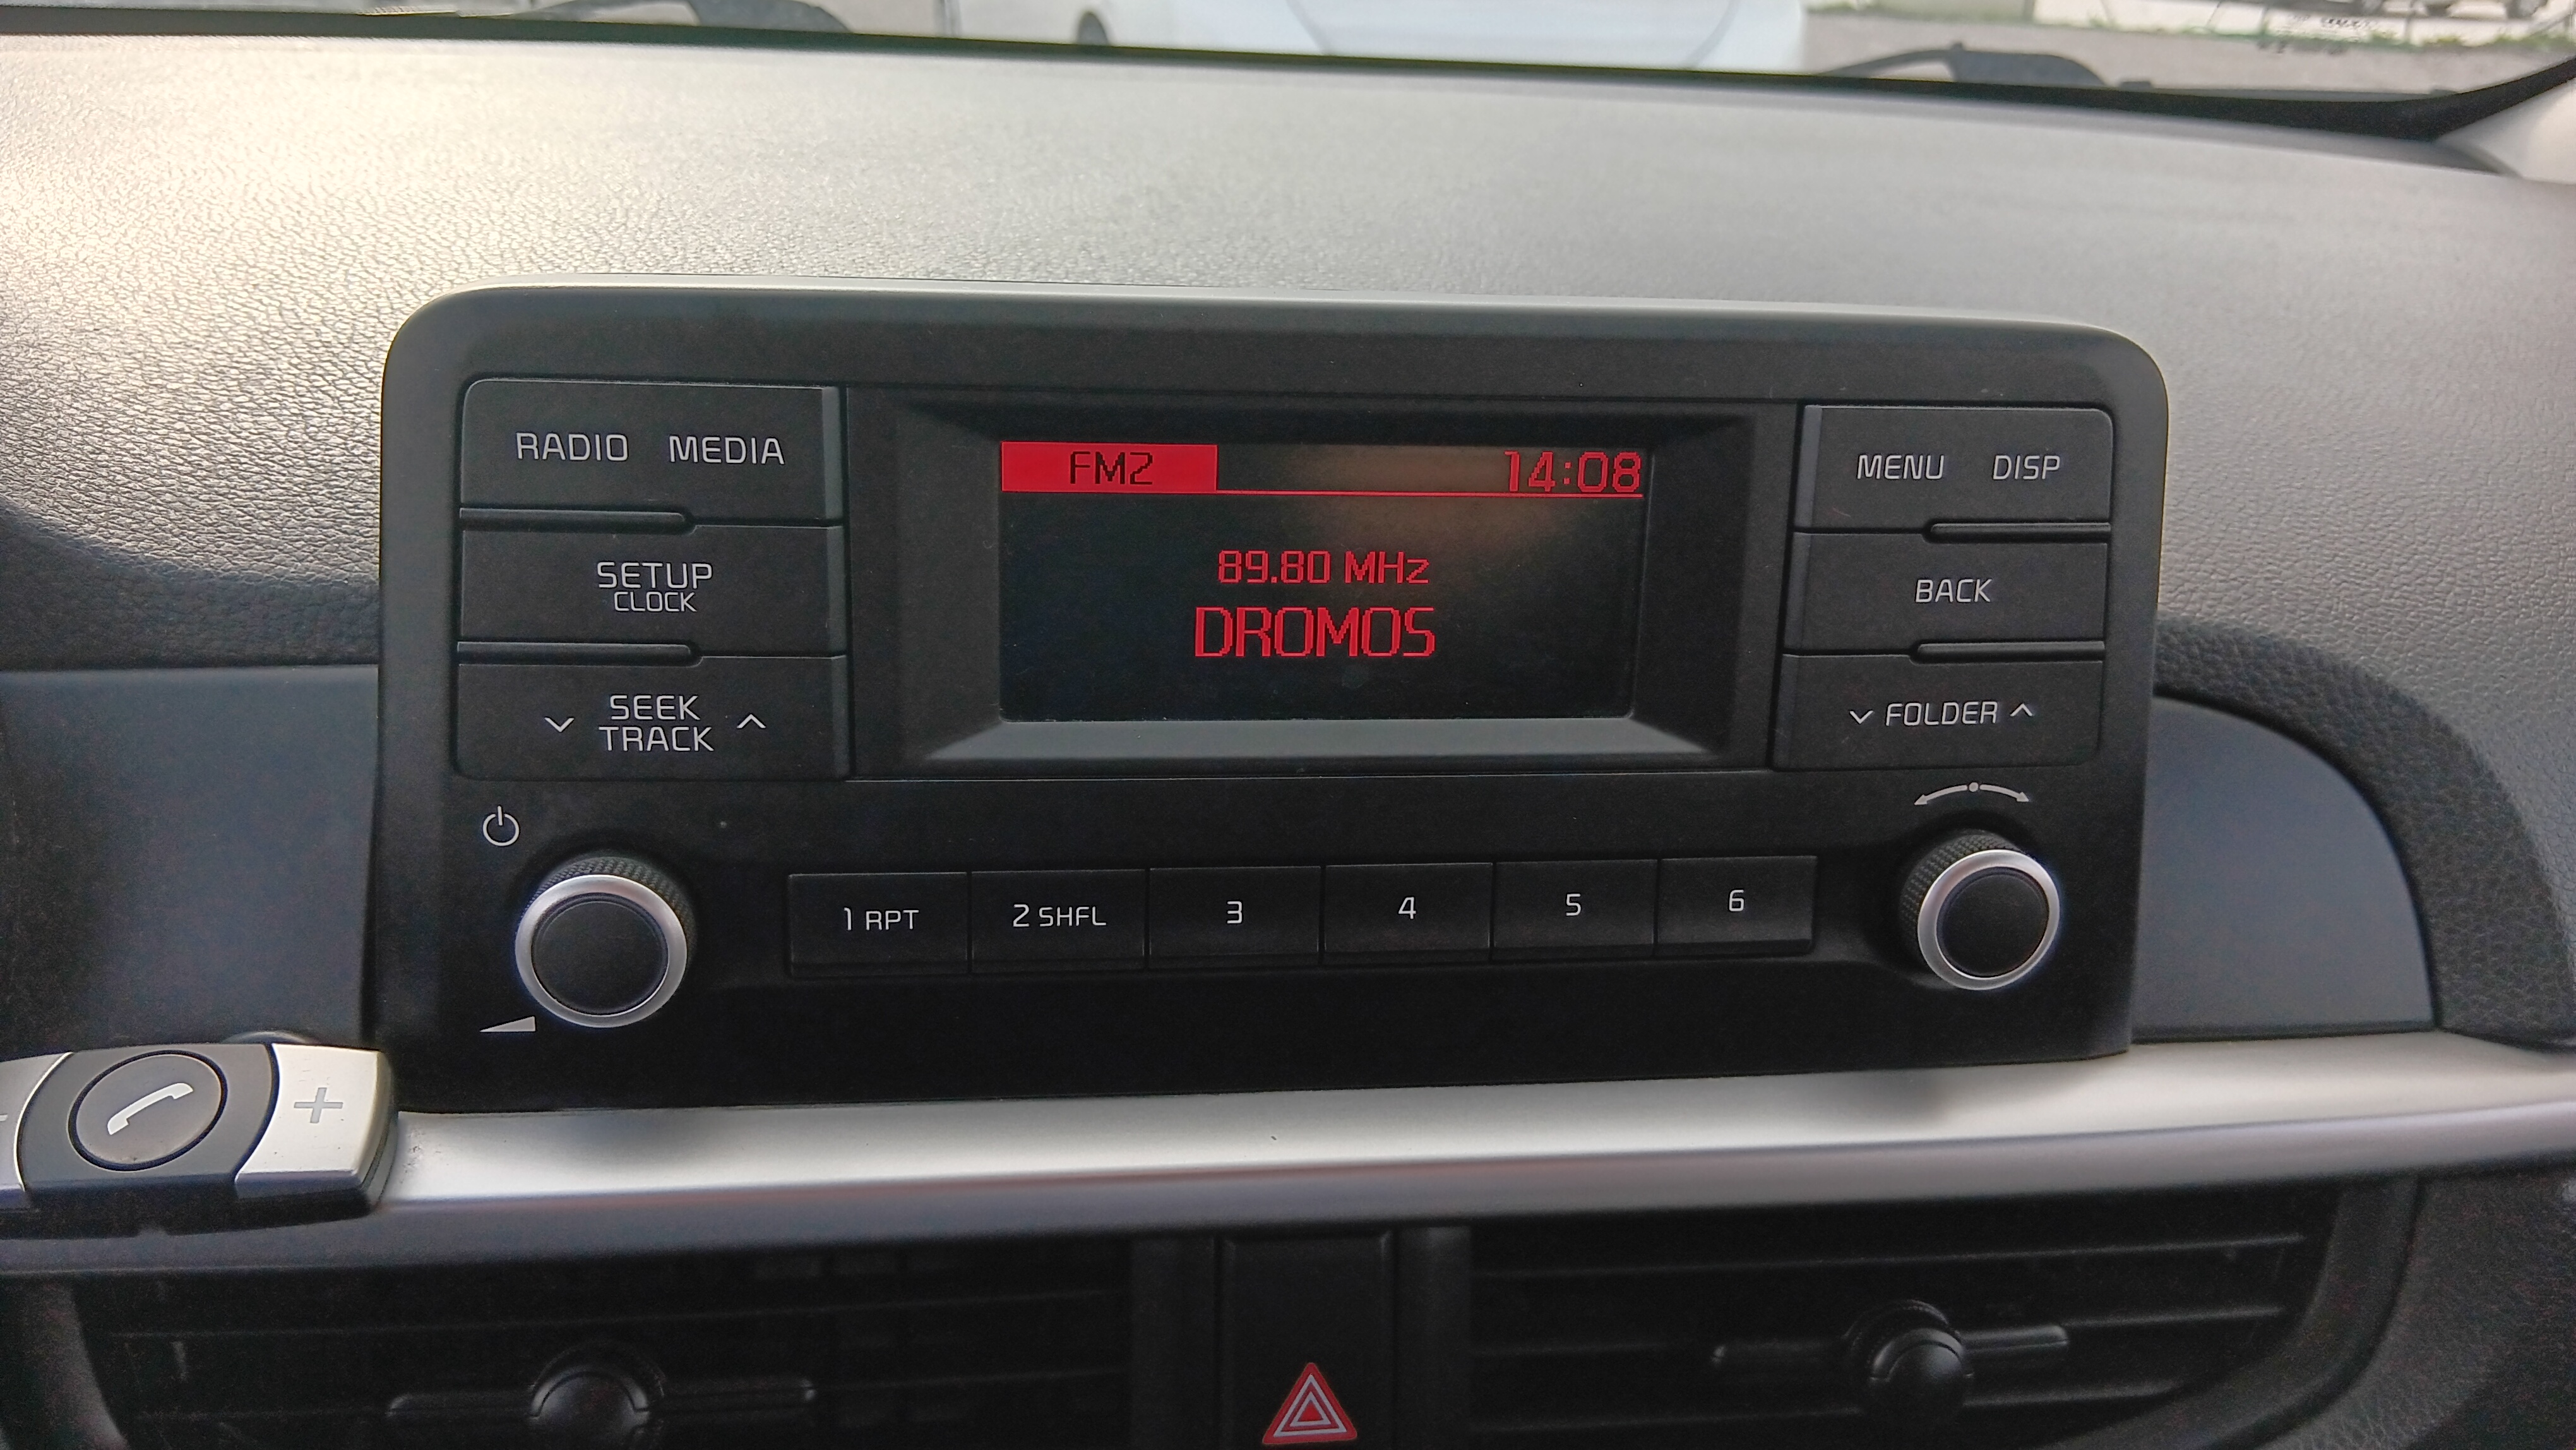 RADIO MEDIA
FM2 14:08
MENU DISP
SETUP
CLOCK
89.80 MHz
BACK
DROMOS
SEEK
TRACK
FOLDER
1 RPT 2 SHFL 3 4 5 6
+